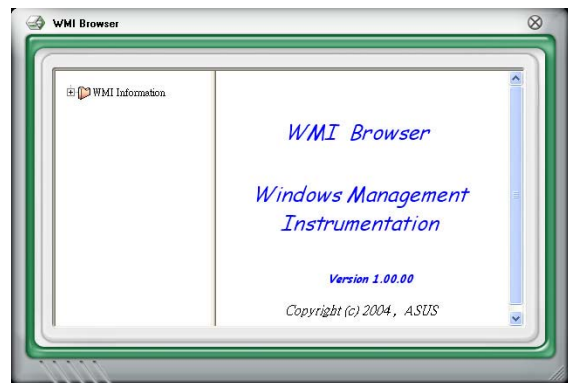 WMI Browser
WMI Information
WMI Browser
Windows Management
Instrumentation
Version 1.00.00
Copyright (c) 2004, ASUS